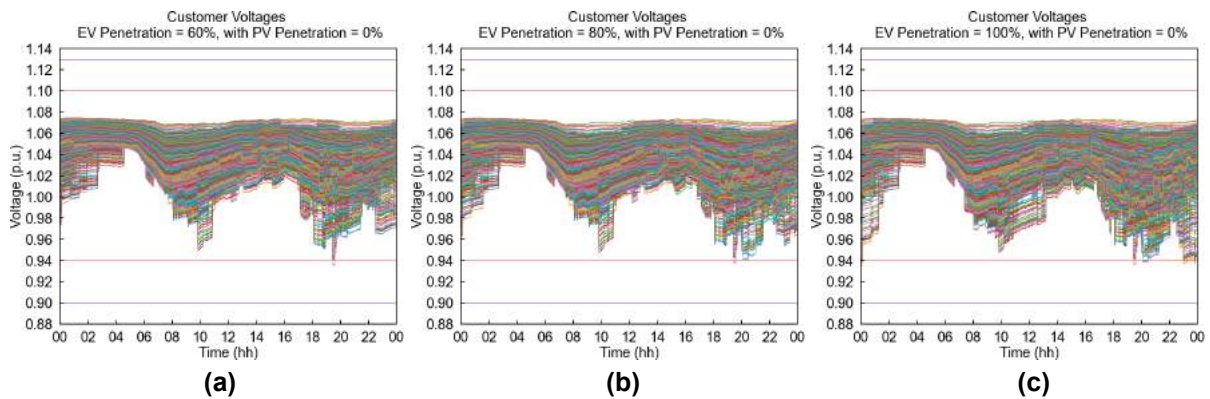 Customer Voltages
EV Penetration = 60%, with PV Penetration = 0%
1.14
1.12
1.10
1.08
1.06
1.04
1.02
1.00
0.98
0.96
0.94
0.92
0.90
0.88
Voltage (p.u.)
00 02 04 06 08 10 12 14 16 18 20 22 00
Time (hh)
(a)
Customer Voltages
EV Penetration = 80%, with PV Penetration = 0%
1.14
1.12
1.10
1.08
1.06
1.04
1.02
1.00
0.98
0.96
0.94
0.92
0.90
0.88
Voltage (p.u.)
00 02 04 06 08 10 12 14 16 18 20 22 00
Time (hh)
(b)
Customer Voltages
EV Penetration = 100%, with PV Penetration = 0%
1.14
1.12
1.10
1.08
1.06
1.04
1.02
1.00
0.98
0.96
0.94
0.92
0.90
0.88
Voltage (p.u.)
00 02 04 06 08 10 12 14 16 18 20 22 00
Time (hh)
(c)